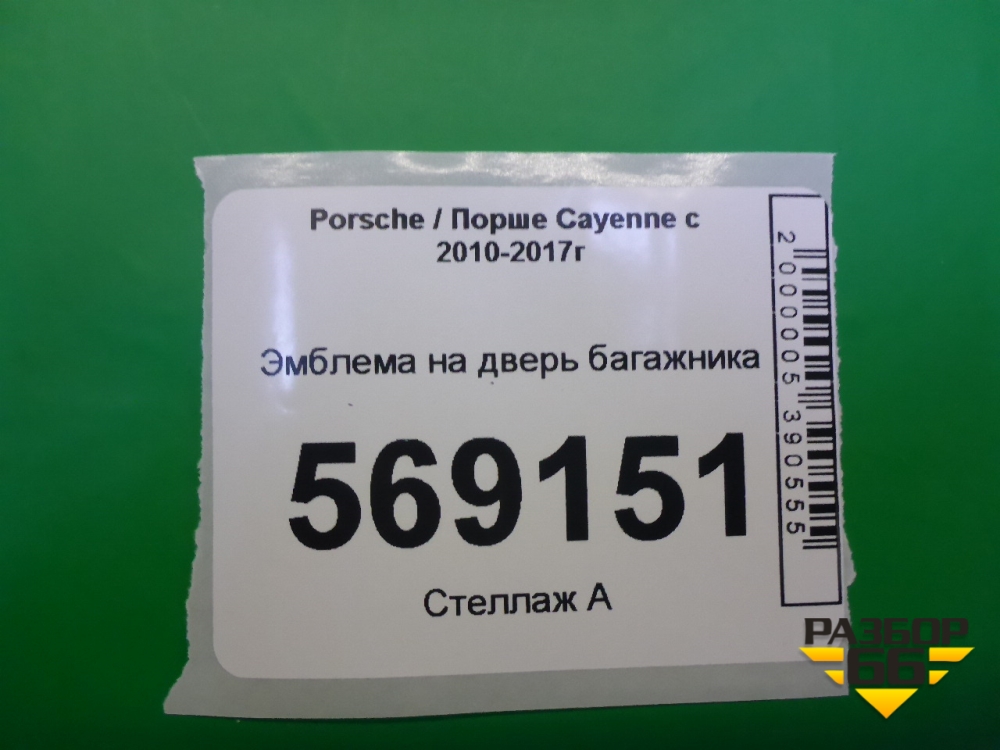 Porsche / Порше Cayenne с
2010-2017г
Эмблема на дверь багажника
569151
Стеллаж А
2000005390555
РАЗБОР
66